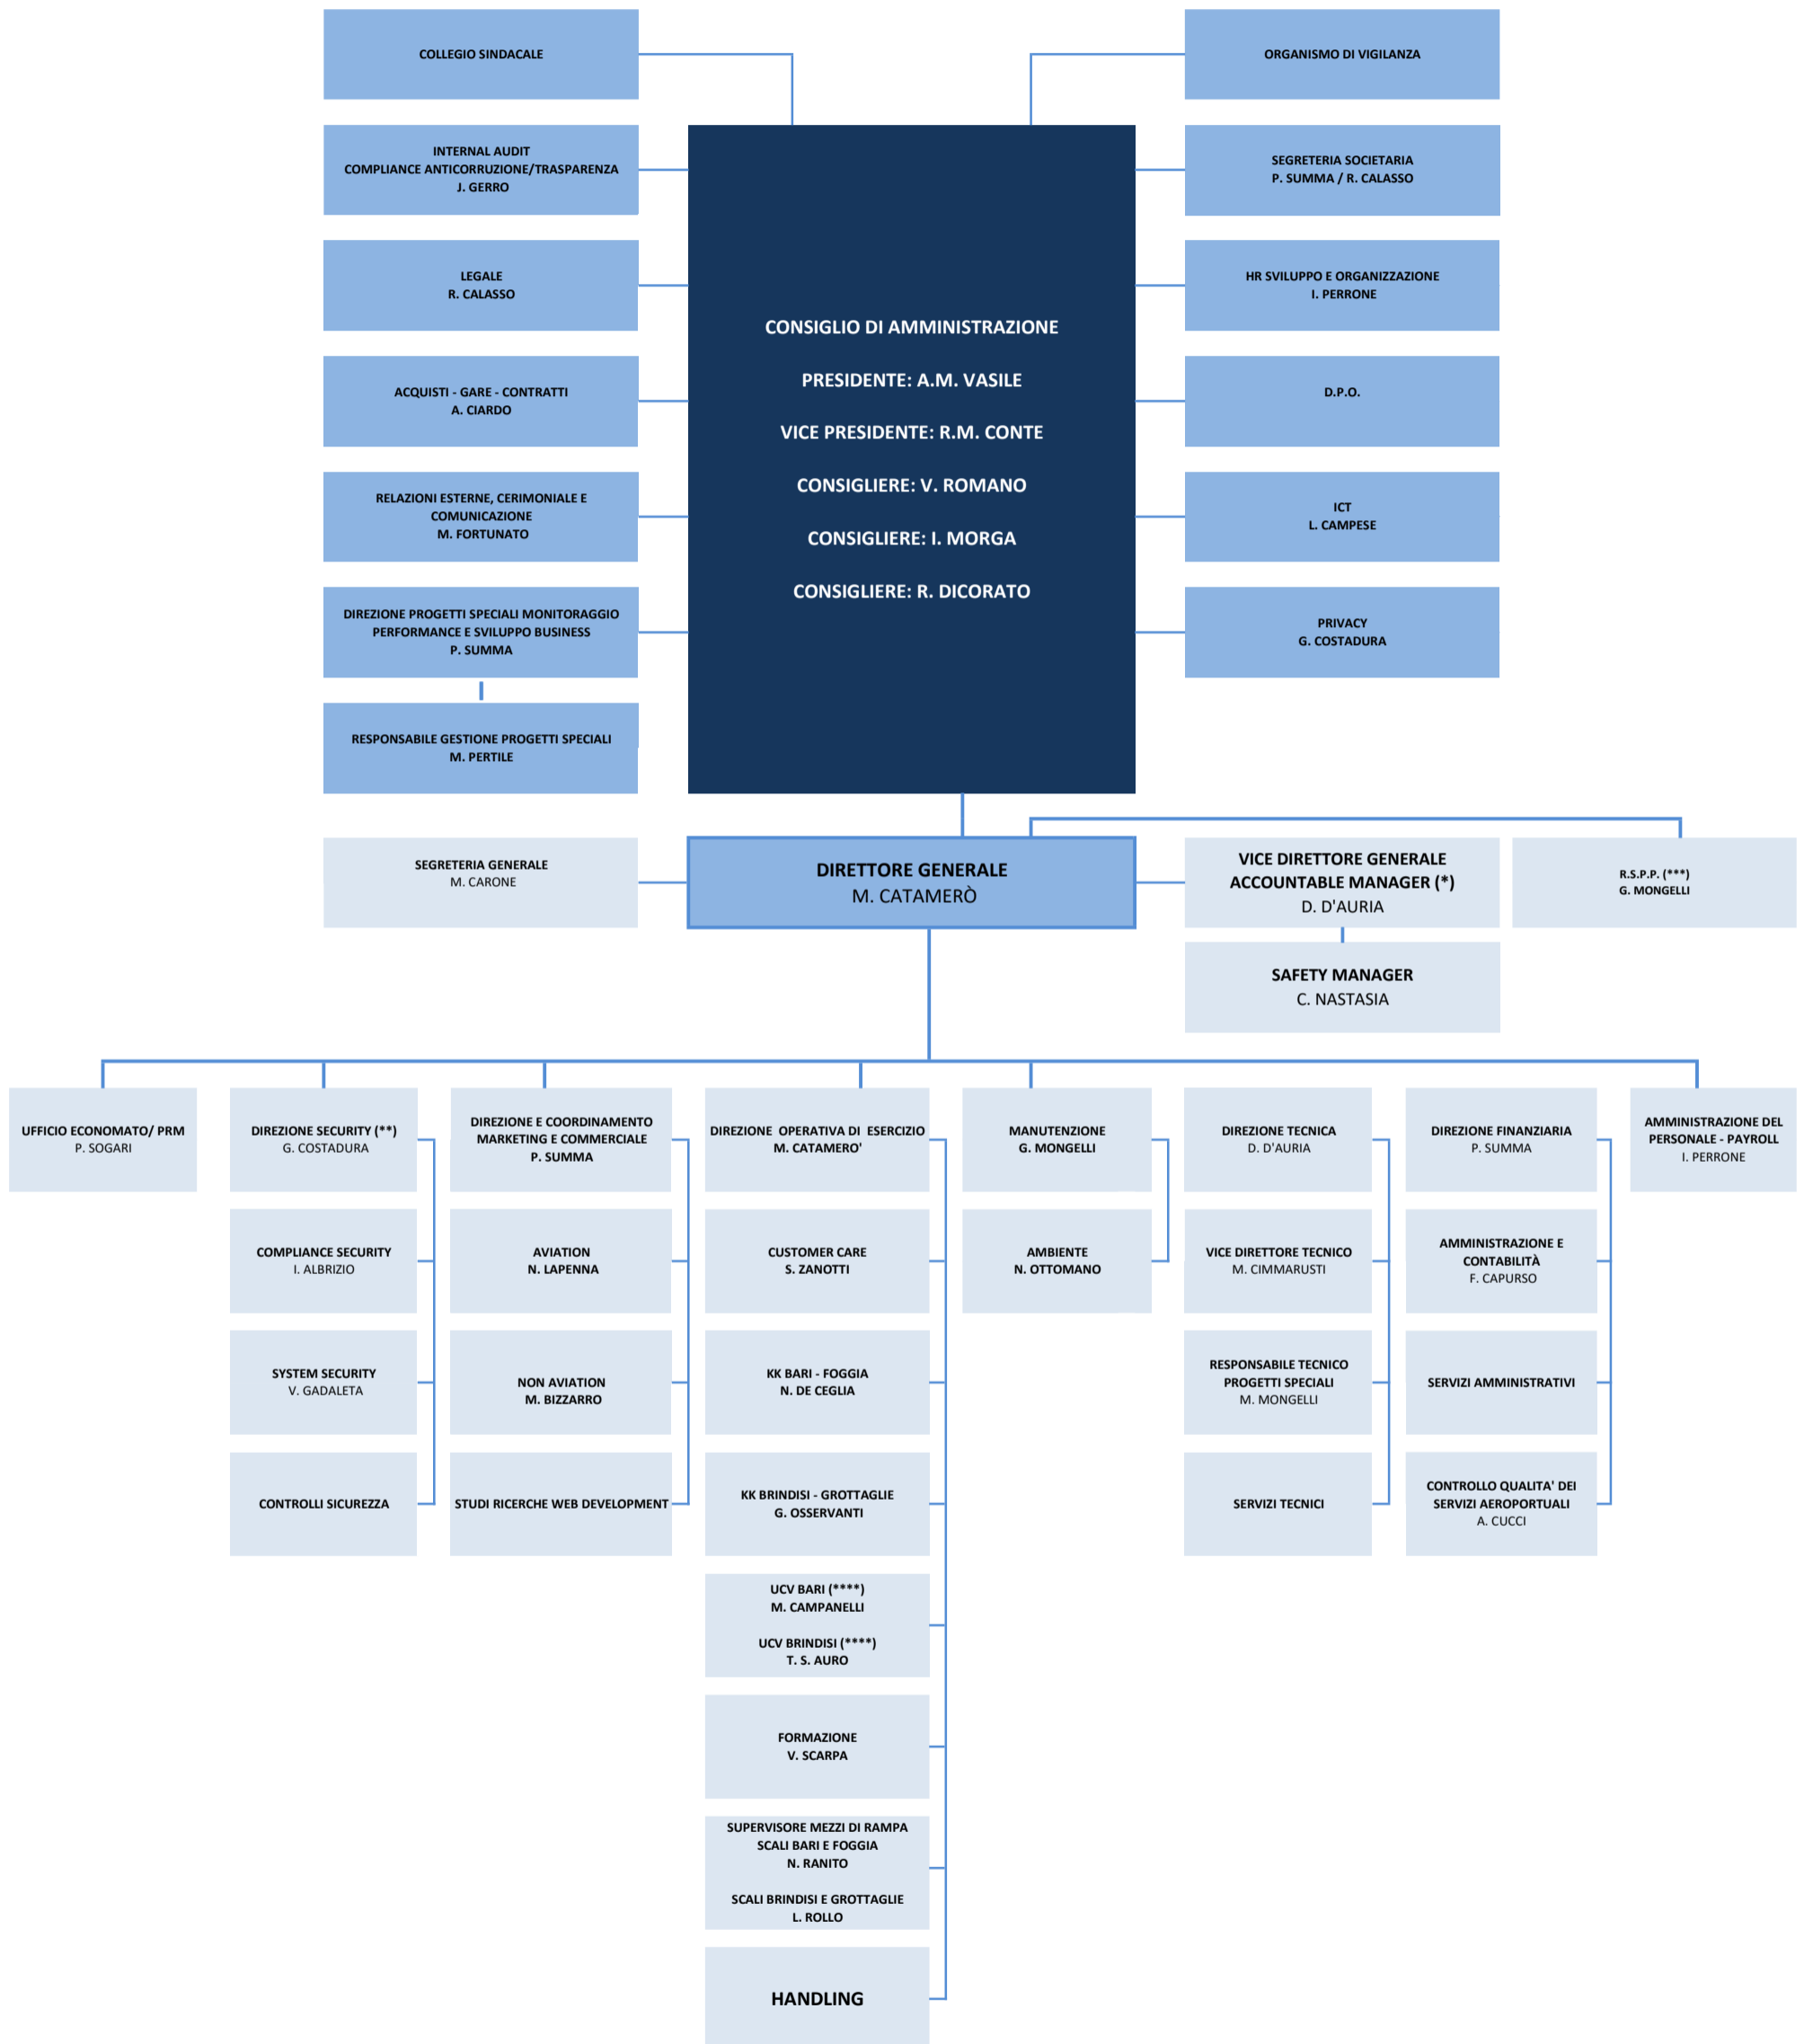 COLLEGIO SINDACALE
ORGANISMO DI VIGILANZA
INTERNAL AUDIT
COMPLIANCE ANTICORRUZIONE/TRASPARENZA
J. GERRO
SEGRETERIA SOCIETARIA
P. SUMMA / R. CALASSO
LEGALE
R. CALASSO
HR SVILUPPO E ORGANIZZAZIONE
I. PERRONE
ACQUISTI - GARE - CONTRATTI
A. CIARDO
D.P.O.
RELAZIONI ESTERNE, CERIMONIALE E
COMUNICAZIONE
M. FORTUNATO
ICT
L. CAMPESE
DIREZIONE PROGETTI SPECIALI MONITORAGGIO
PERFORMANCE E SVILUPPO BUSINESS
P. SUMMA
PRIVACY
G. COSTADURA
RESPONSABILE GESTIONE PROGETTI SPECIALI
M. PERTILE
CONSIGLIO DI AMMINISTRAZIONE
PRESIDENTE: A.M. VASILE
VICE PRESIDENTE: R.M. CONTE
CONSIGLIERE: V. ROMANO
CONSIGLIERE: I. MORGA
CONSIGLIERE: R. DICORATO
SEGRETERIA GENERALE
M. CARONE
DIRETTORE GENERALE
M. CATAMERÒ
VICE DIRETTORE GENERALE
ACCOUNTABLE MANAGER (*)
D. D'AURIA
R.S.P.P. (***)
G. MONGELLI
SAFETY MANAGER
C. NASTASIA
UFFICIO ECONOMATO/ PRM
P. SOGARI
DIREZIONE SECURITY (**)
G. COSTADURA
COMPLIANCE SECURITY
I. ALBRIZIO
SYSTEM SECURITY
V. GADALETA
CONTROLLI SICUREZZA
DIREZIONE E COORDINAMENTO
MARKETING E COMMERCIALE
P. SUMMA
AVIATION
N. LAPENNA
NON AVIATION
M. BIZZARRO
STUDI RICERCHE WEB DEVELOPMENT
DIREZIONE OPERATIVA DI ESERCIZIO
M. CATAMERO'
CUSTOMER CARE
S. ZANOTTI
KK BARI - FOGGIA
N. DE CEGLIA
KK BRINDISI - GROTTAGLIE
G. OSSERVANTI
UCV BARI (****)
M. CAMPANELLI
UCV BRINDISI (****)
T. S. AURO
FORMAZIONE
V. SCARPA
SUPERVISORE MEZZI DI RAMPA
SCALI BARI E FOGGIA
N. RANITO
SCALI BRINDISI E GROTTAGLIE
L. ROLLO
HANDLING
MANUTENZIONE
G. MONGELLI
AMBIENTE
N. OTTOMANO
DIREZIONE TECNICA
D. D'AURIA
VICE DIRETTORE TECNICO
M. CIMMARUSTI
RESPONSABILE TECNICO
PROGETTI SPECIALI
M. MONGELLI
SERVIZI TECNICI
DIREZIONE FINANZIARIA
P. SUMMA
AMMINISTRAZIONE E
CONTABILITÀ
F. CAPURSO
SERVIZI AMMINISTRATIVI
CONTROLLO QUALITA' DEI
SERVIZI AEROPORTUALI
A. CUCCI
AMMINISTRAZIONE DEL
PERSONALE - PAYROLL
I. PERRONE